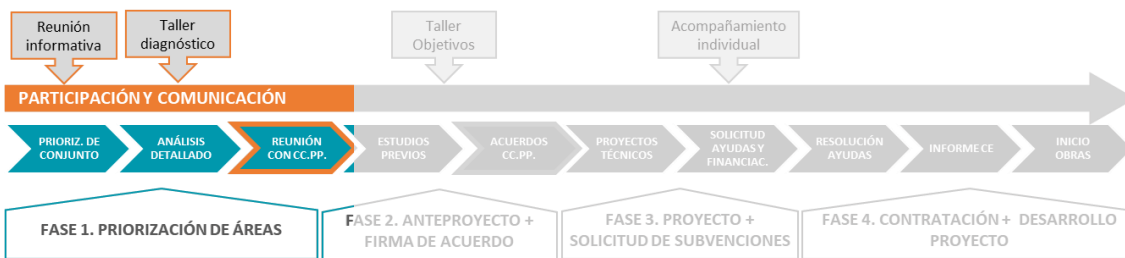 Reunión
informativa
Taller
diagnóstico
Taller
Objetivos
Acompañamiento
individual
PARTICIPACIÓN Y COMUNICACIÓN
PRIORIZ. DE
CONJUNTO
ANÁLISIS
DETALLADO
REUNIÓN
CON CC.PP.
ESTUDIOS
PREVIOS
ACUERDOS
CC.PP.
PROYECTOS
TÉCNICOS
SOLICITUD
AYUDAS Y
FINANCIAC.
RESOLUCIÓN
AYUDAS
INFORME CE
INICIO
OBRAS
FASE 1. PRIORIZACIÓN DE ÁREAS
FASE 2. ANTEPROYECTO +
FIRMA DE ACUERDO
FASE 3. PROYECTO +
SOLICITUD DE SUBVENCIONES
FASE 4. CONTRATACIÓN + DESARROLLO
PROYECTO